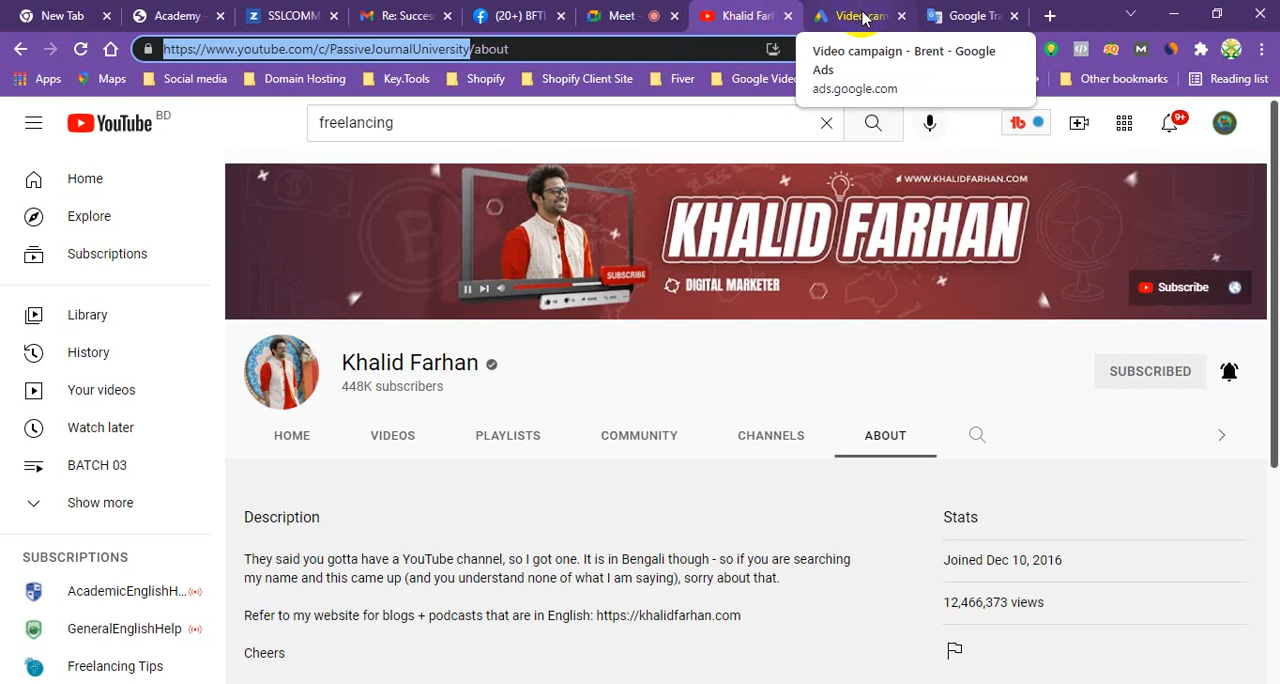 New Tab
Academy -
SSLCOMM
Re: Succes
(20+) BFTI
Meet -
Khalid Far
Video cam
Google Tra
https://www.youtube.com/c/PassiveJournalUniversity/about
Video campaign - Brent - Google
Ads
ads.google.com
Apps
Maps
Social media
Domain Hosting
Key.Tools
Shopify
Shopify Client Site
Fiver
Google Vide
Other bookmarks
Reading list
YouTube BD
freelancing
9+
Home
Explore
Subscriptions
Library
History
Your videos
Watch later
BATCH 03
Show more
SUBSCRIPTIONS
AcademicEnglishH...
GeneralEnglishHelp
Freelancing Tips
WWW.KHALIDFARHAN.COM
KHALID FARHAN
DIGITAL MARKETER
SUBSCRIBE
Subscribe
Khalid Farhan
448K subscribers
SUBSCRIBED
HOME
VIDEOS
PLAYLISTS
COMMUNITY
CHANNELS
ABOUT
Description
They said you gotta have a YouTube channel, so I got one. It is in Bengali though - so if you are searching
my name and this came up (and you understand none of what I am saying), sorry about that.
Refer to my website for blogs + podcasts that are in English: https://khalidfarhan.com
Cheers
Stats
Joined Dec 10, 2016
12,466,373 views